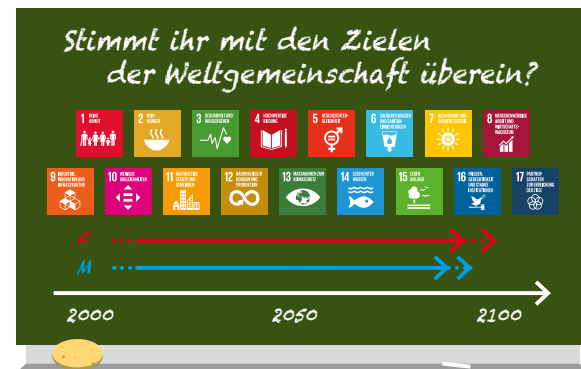 Stimmt ihr mit den Zielen
der Weltgemeinschaft überein?
1 KEINE ARMUT
2 KEIN HUNGER
3 GESUNDHEIT UND WOHLERGEHEN
4 HOCHWERTIGE BILDUNG
5 GESCHLECHTER-GLEICHHEIT
6 SAUBERES WASSER UND SANITÄR-EINRICHTUNGEN
7 BEZAHLBARE UND SAUBERE ENERGIE
8 MENSCHENWÜRDIGE ARBEIT UND WIRTSCHAFTS-WACHSTUM
9 INDUSTRIE, INNOVATION UND INFRASTRUKTUR
10 WENIGER UNGLEICHHEITEN
11 NACHHALTIGE STÄDTE UND GEMEINDEN
12 NACHHALTIGE/R KONSUM UND PRODUKTION
13 MASSNAHMEN ZUM KLIMASCHUTZ
14 LEBEN UNTER WASSER
15 LEBEN AN LAND
16 FRIEDEN, GERECHTIGKEIT UND STARKE INSTITUTIONEN
17 PARTNER-SCHAFTEN ZUR ERREICHUNG DER ZIELE
F
M
2000 2050 2100